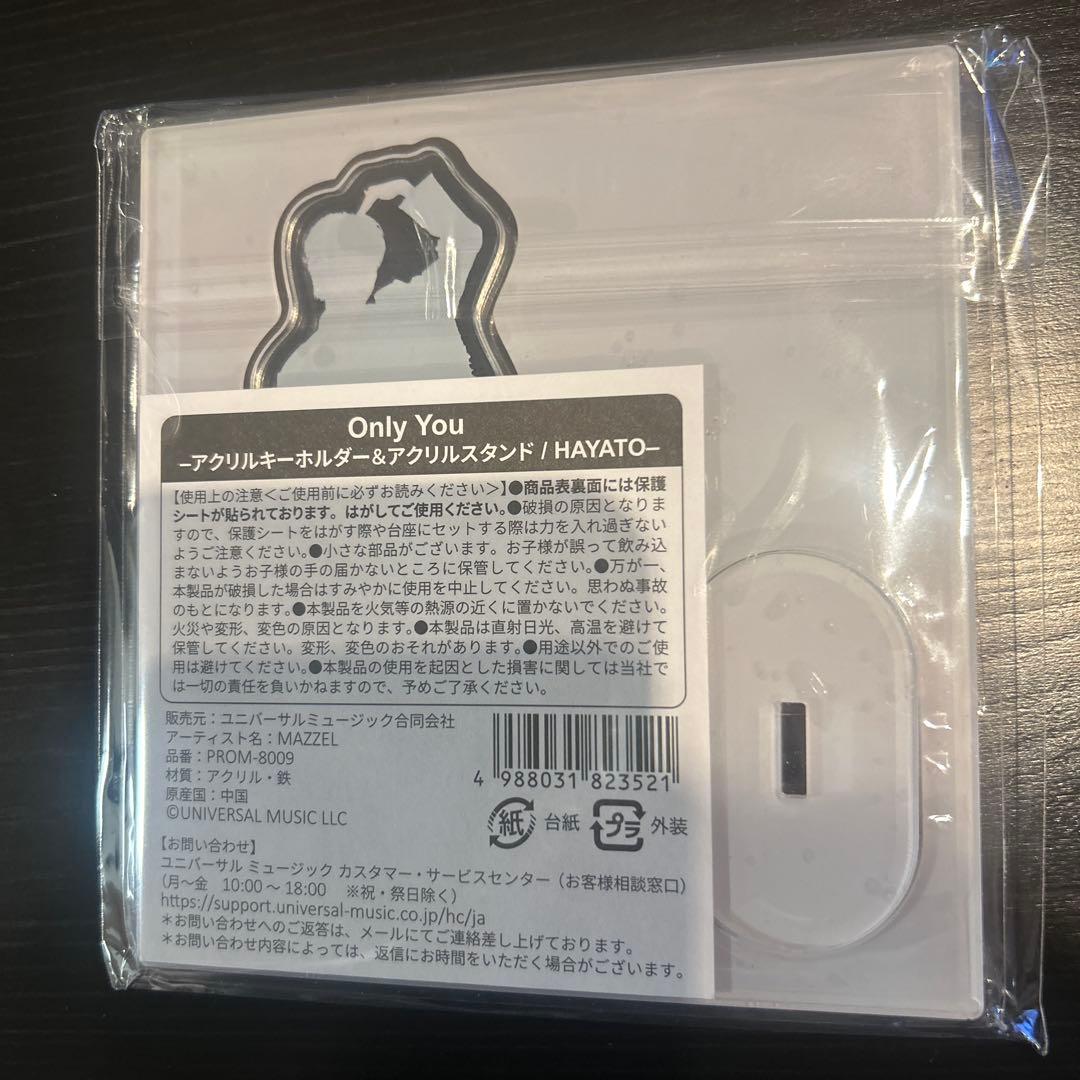 Only You
–アクリルキーホルダー&アクリルスタンド / HAYATO–
【使用上の注意<ご使用前に必ずお読みください>】●商品表裏面には保護
シートが貼られております。はがしてご使用ください。●破損の原因となりま
すので、保護シートをはがす際や台座にセットする際は力を入れ過ぎない
ようご注意ください。●小さな部品がございます。お子様が誤って飲み込
まないようお子様の手の届かないところに保管してください。●万が一、
本製品が破損した場合はすみやかに使用を中止してください。思わぬ事故
のもとになります。●本製品を火気等の熱源の近くに置かないでください。
火災や変形、変色の原因となります。●本製品は直射日光、高温を避けて
保管してください。変形、変色のおそれがあります。●用途以外でのご使
用は避けてください。●本製品の使用を起因とした損害に関しては当社で
は一切の責任を負いかねますので、予めご了承ください。
販売元：ユニバーサルミュージック合同会社
アーティスト名：MAZZEL
品番：PROM-8009
材質：アクリル・鉄
原産国：中国
©UNIVERSAL MUSIC LLC
4 988031 823521
紙 台紙 プラ 外装
【お問い合わせ】
ユニバーサル ミュージック カスタマー・サービスセンター（お客様相談窓口）
（月～金 10:00～18:00 ※祝・祭日除く）
https://support.universal-music.co.jp/hc/ja
＊お問い合わせへのご返答は、メールにてご連絡差し上げております。
＊お問い合わせ内容によっては、返信にお時間をいただく場合がございます。